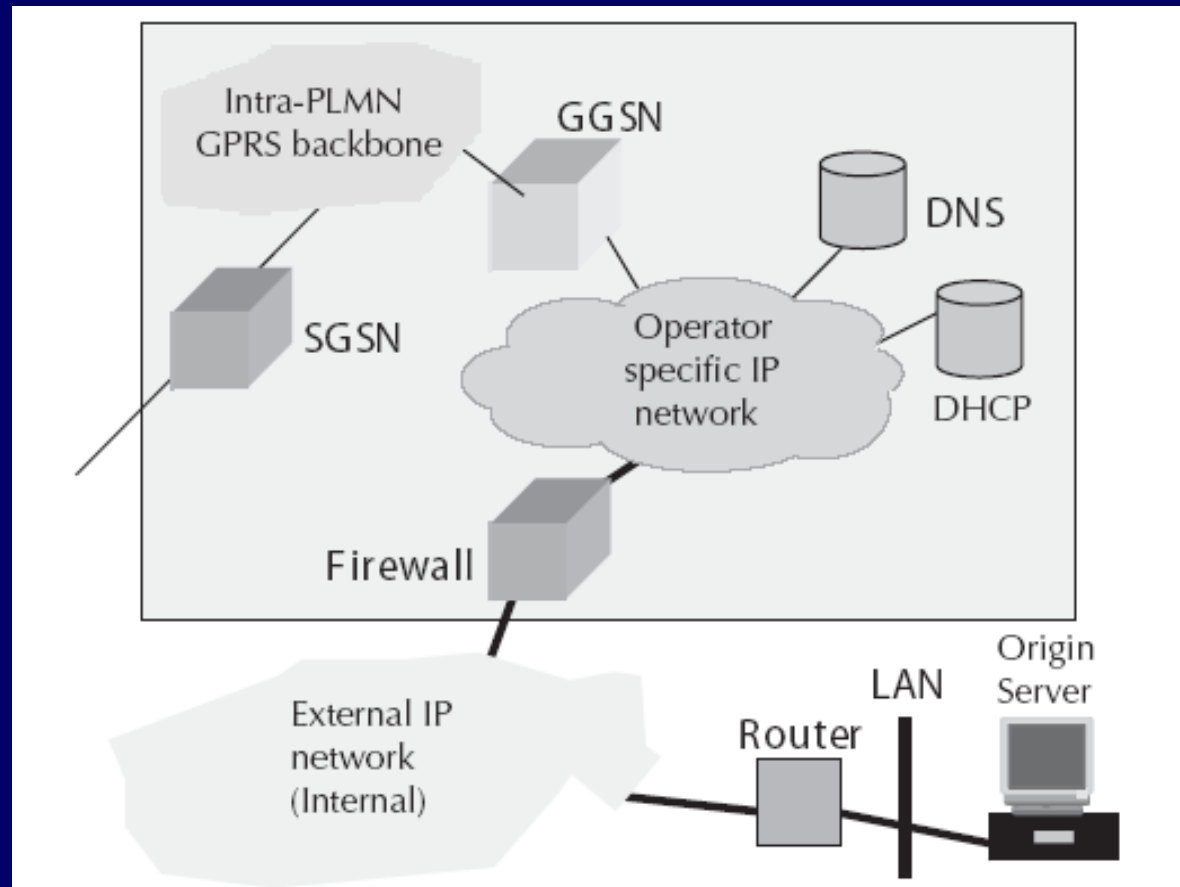 Intra-PLMN
GPRS backbone
GGSN
DNS
SGSN
Operator
specific IP
network
DHCP
Firewall
Origin
Server
LAN
Router
External IP
network
(Internal)